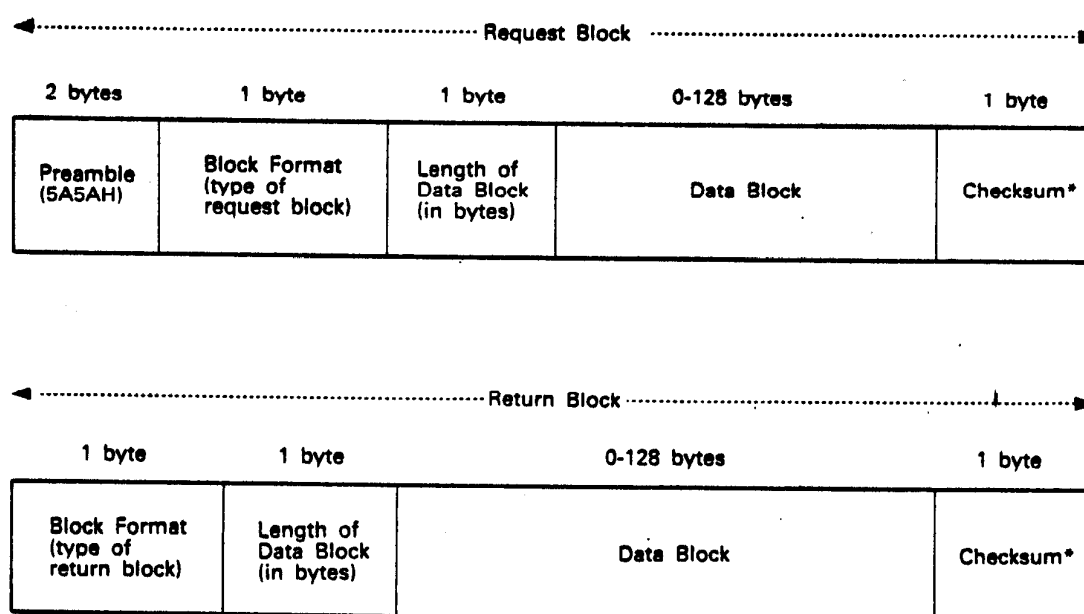 Request Block
2 bytes 1 byte 1 byte 0-128 bytes 1 byte
Preamble
(5A5AH)
Block Format
(type of
request block)
Length of
Data Block
(in bytes)
Data Block
Checksum*
Return Block
1 byte 1 byte 0-128 bytes 1 byte
Block Format
(type of
return block)
Length of
Data Block
(in bytes)
Data Block
Checksum*